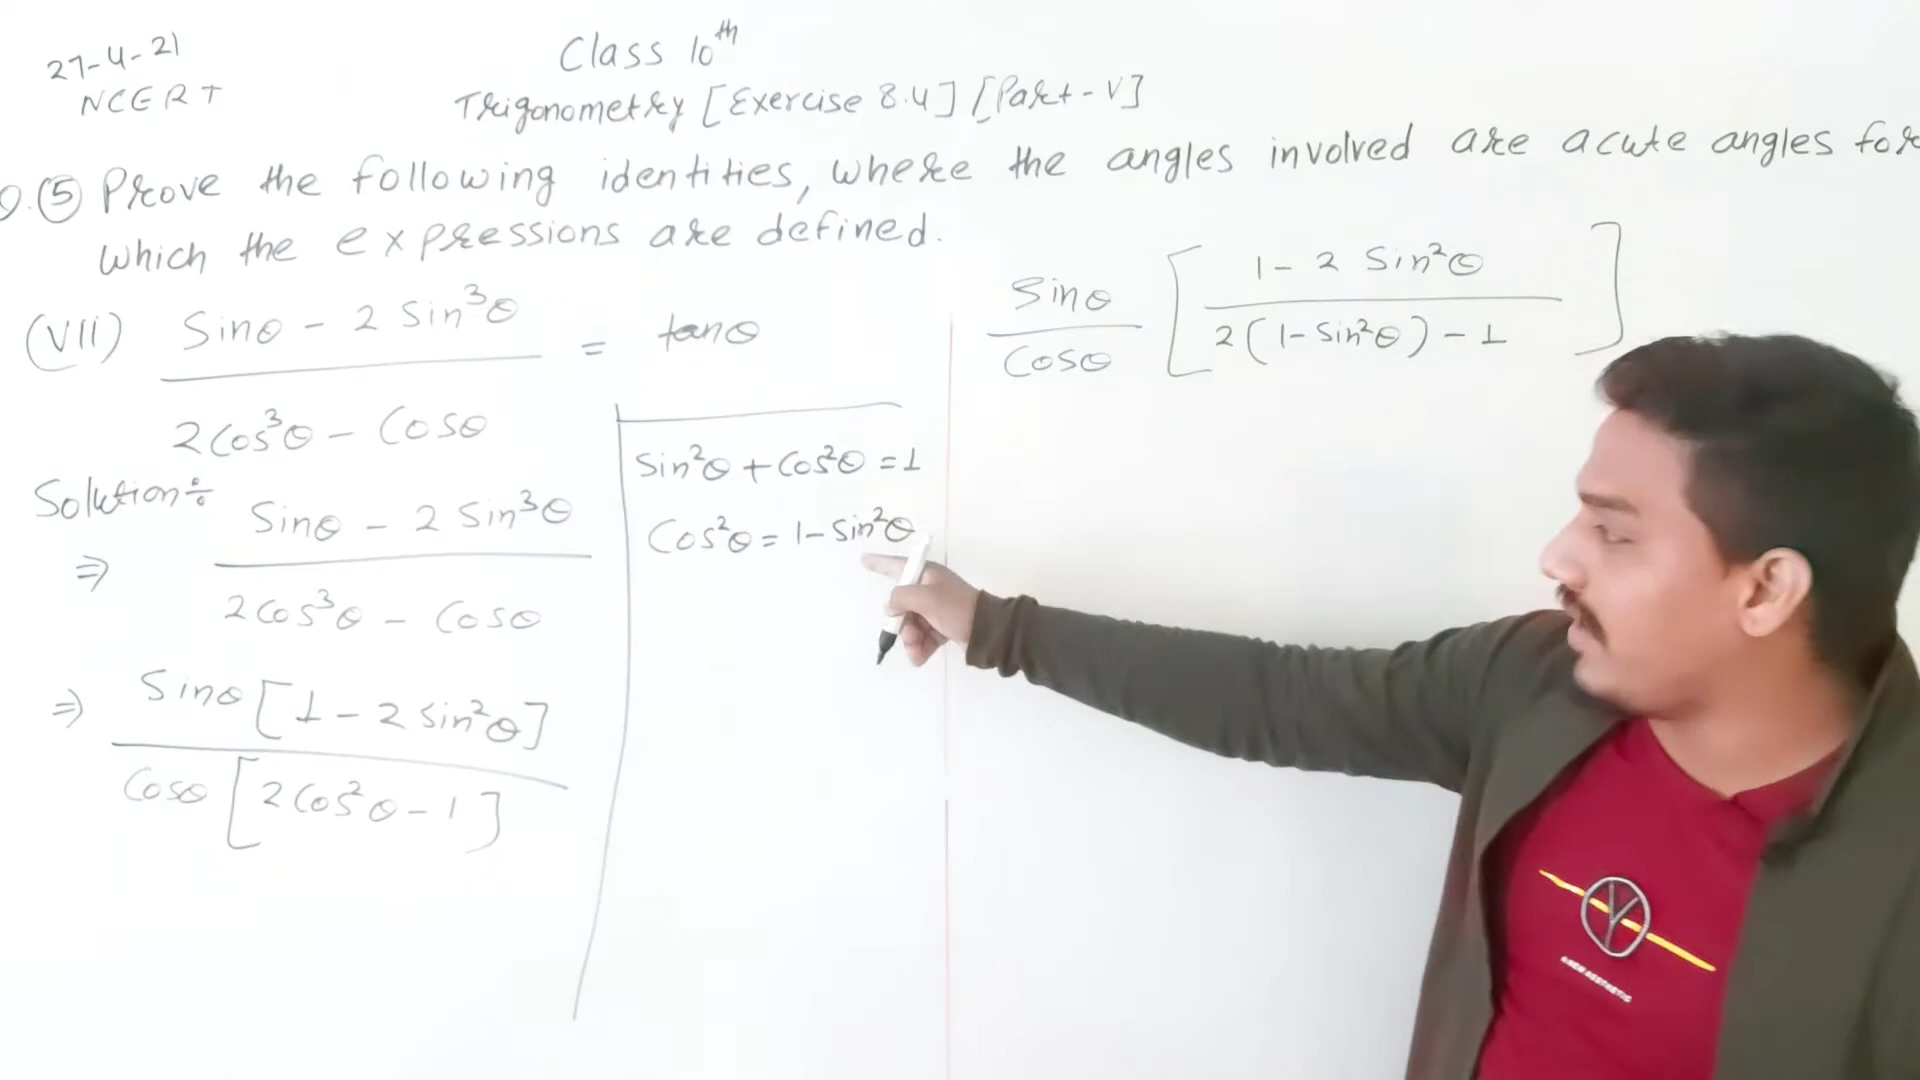 27-4-21
NCERT
Class 10th
Trigonometry [Exercise 8.4] [Part-V]
Q.(5) Prove the following identities, where the angles involved are acute angles for
which the expressions are defined.
(VII) Sinθ - 2 Sin³θ / 2Cos³θ - Cosθ = tanθ
Solution÷
⇒ Sinθ - 2 Sin³θ / 2Cos³θ - Cosθ
⇒ Sinθ [1 - 2 Sin²θ] / Cosθ [2Cos²θ - 1]
Sin²θ + Cos²θ = 1
Cos²θ = 1 - Sin²θ
Sinθ / Cosθ [1 - 2 Sin²θ / 2(1 - Sin²θ) - 1]